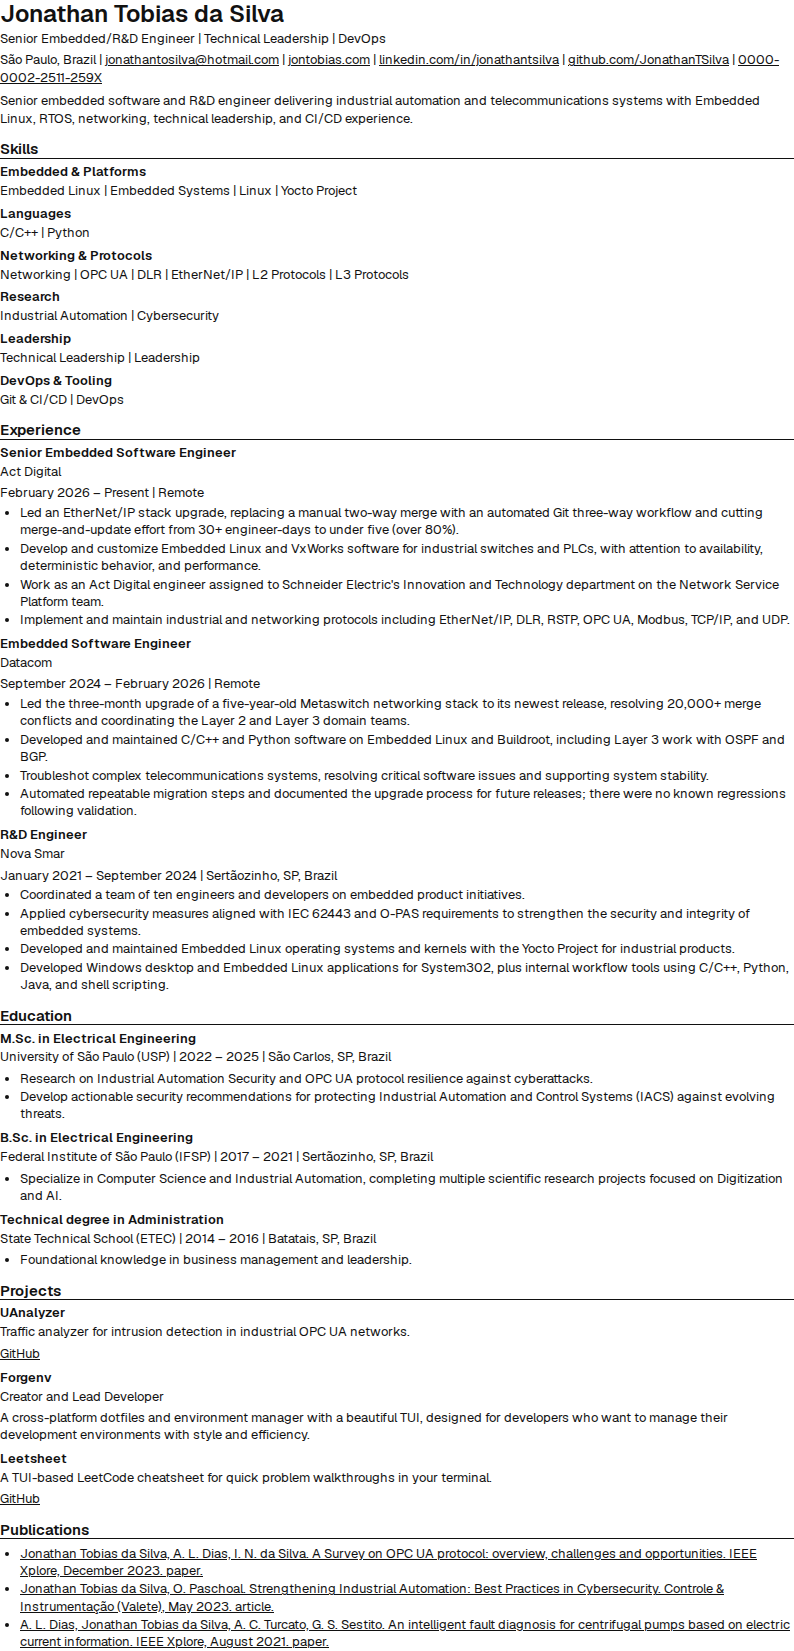 Jonathan Tobias da Silva
Senior Embedded/R&D Engineer | Technical Leadership | DevOps
São Paulo, Brazil | jonathantosilva@hotmail.com | jontobias.com | linkedin.com/in/jonathantsilva | github.com/JonathanTSilva | 0000-
0002-2511-259X
Senior embedded software and R&D engineer delivering industrial automation and telecommunications systems with Embedded
Linux, RTOS, networking, technical leadership, and CI/CD experience.
Skills
Embedded & Platforms
Embedded Linux | Embedded Systems | Linux | Yocto Project
Languages
C/C++ | Python
Networking & Protocols
Networking | OPC UA | DLR | EtherNet/IP | L2 Protocols | L3 Protocols
Research
Industrial Automation | Cybersecurity
Leadership
Technical Leadership | Leadership
DevOps & Tooling
Git & CI/CD | DevOps
Experience
Senior Embedded Software Engineer
Act Digital
February 2026 – Present | Remote
• Led an EtherNet/IP stack upgrade, replacing a manual two-way merge with an automated Git three-way workflow and cutting
merge-and-update effort from 30+ engineer-days to under five (over 80%).
• Develop and customize Embedded Linux and VxWorks software for industrial switches and PLCs, with attention to availability,
deterministic behavior, and performance.
• Work as an Act Digital engineer assigned to Schneider Electric's Innovation and Technology department on the Network Service
Platform team.
• Implement and maintain industrial and networking protocols including EtherNet/IP, DLR, RSTP, OPC UA, Modbus, TCP/IP, and UDP.
Embedded Software Engineer
Datacom
September 2024 – February 2026 | Remote
• Led the three-month upgrade of a five-year-old Metaswitch networking stack to its newest release, resolving 20,000+ merge
conflicts and coordinating the Layer 2 and Layer 3 domain teams.
• Developed and maintained C/C++ and Python software on Embedded Linux and Buildroot, including Layer 3 work with OSPF and
BGP.
• Troubleshot complex telecommunications systems, resolving critical software issues and supporting system stability.
• Automated repeatable migration steps and documented the upgrade process for future releases; there were no known regressions
following validation.
R&D Engineer
Nova Smar
January 2021 – September 2024 | Sertãozinho, SP, Brazil
• Coordinated a team of ten engineers and developers on embedded product initiatives.
• Applied cybersecurity measures aligned with IEC 62443 and O-PAS requirements to strengthen the security and integrity of
embedded systems.
• Developed and maintained Embedded Linux operating systems and kernels with the Yocto Project for industrial products.
• Developed Windows desktop and Embedded Linux applications for System302, plus internal workflow tools using C/C++, Python,
Java, and shell scripting.
Education
M.Sc. in Electrical Engineering
University of São Paulo (USP) | 2022 – 2025 | São Carlos, SP, Brazil
• Research on Industrial Automation Security and OPC UA protocol resilience against cyberattacks.
• Develop actionable security recommendations for protecting Industrial Automation and Control Systems (IACS) against evolving
threats.
B.Sc. in Electrical Engineering
Federal Institute of São Paulo (IFSP) | 2017 – 2021 | Sertãozinho, SP, Brazil
• Specialize in Computer Science and Industrial Automation, completing multiple scientific research projects focused on Digitization
and AI.
Technical degree in Administration
State Technical School (ETEC) | 2014 – 2016 | Batatais, SP, Brazil
• Foundational knowledge in business management and leadership.
Projects
UAnalyzer
Traffic analyzer for intrusion detection in industrial OPC UA networks.
GitHub
Forgenv
Creator and Lead Developer
A cross-platform dotfiles and environment manager with a beautiful TUI, designed for developers who want to manage their
development environments with style and efficiency.
Leetsheet
A TUI-based LeetCode cheatsheet for quick problem walkthroughs in your terminal.
GitHub
Publications
• Jonathan Tobias da Silva, A. L. Dias, I. N. da Silva. A Survey on OPC UA protocol: overview, challenges and opportunities. IEEE
Xplore, December 2023. paper.
• Jonathan Tobias da Silva, O. Paschoal. Strengthening Industrial Automation: Best Practices in Cybersecurity. Controle &
Instrumentação (Valete), May 2023. article.
• A. L. Dias, Jonathan Tobias da Silva, A. C. Turcato, G. S. Sestito. An intelligent fault diagnosis for centrifugal pumps based on electric
current information. IEEE Xplore, August 2021. paper.